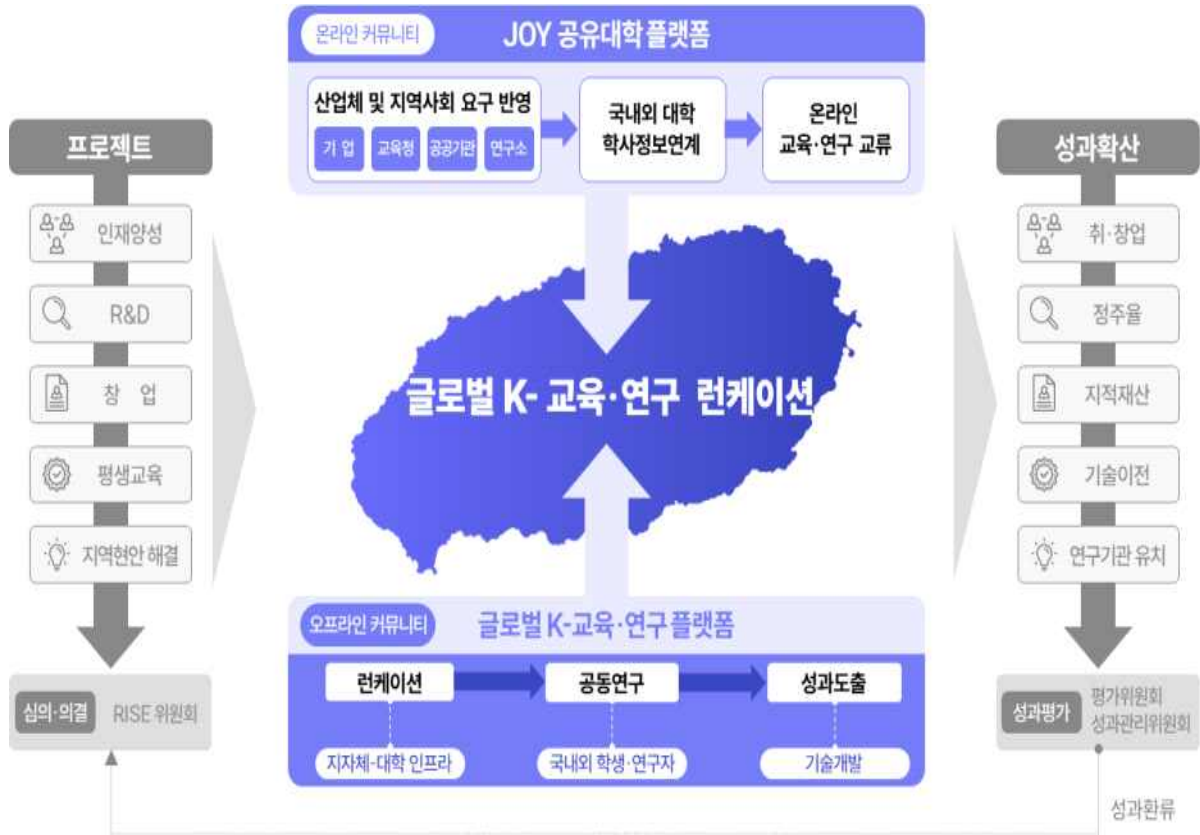 온라인 커뮤니티
JOY 공유대학 플랫폼
산업체 및 지역사회 요구 반영
기 업
교육청
공공기관
연구소
국내외 대학
학사정보연계
온라인
교육·연구 교류
프로젝트
인재양성
R&D
창 업
평생교육
지역현안 해결
심의·의결
RISE 위원회
글로벌 K- 교육·연구 런케이션
오프라인 커뮤니티
글로벌 K-교육·연구 플랫폼
런케이션
공동연구
성과도출
지자체-대학 인프라
국내외 학생·연구자
기술개발
성과확산
취·창업
정주율
지적재산
기술이전
연구기관 유치
성과평가
평가위원회
성과관리위원회
성과환류